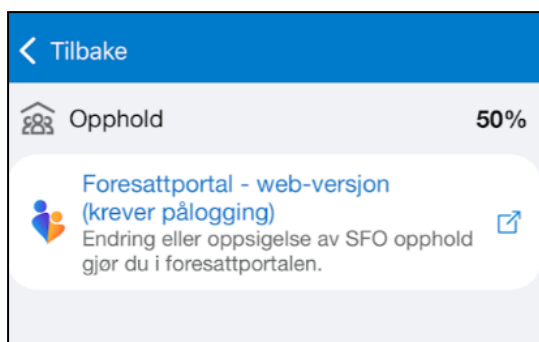 Tilbake
Opphold 50%
Foresattportal - web-versjon
(krever pålogging)
Endring eller oppsigelse av SFO opphold
gjør du i foresattportalen.